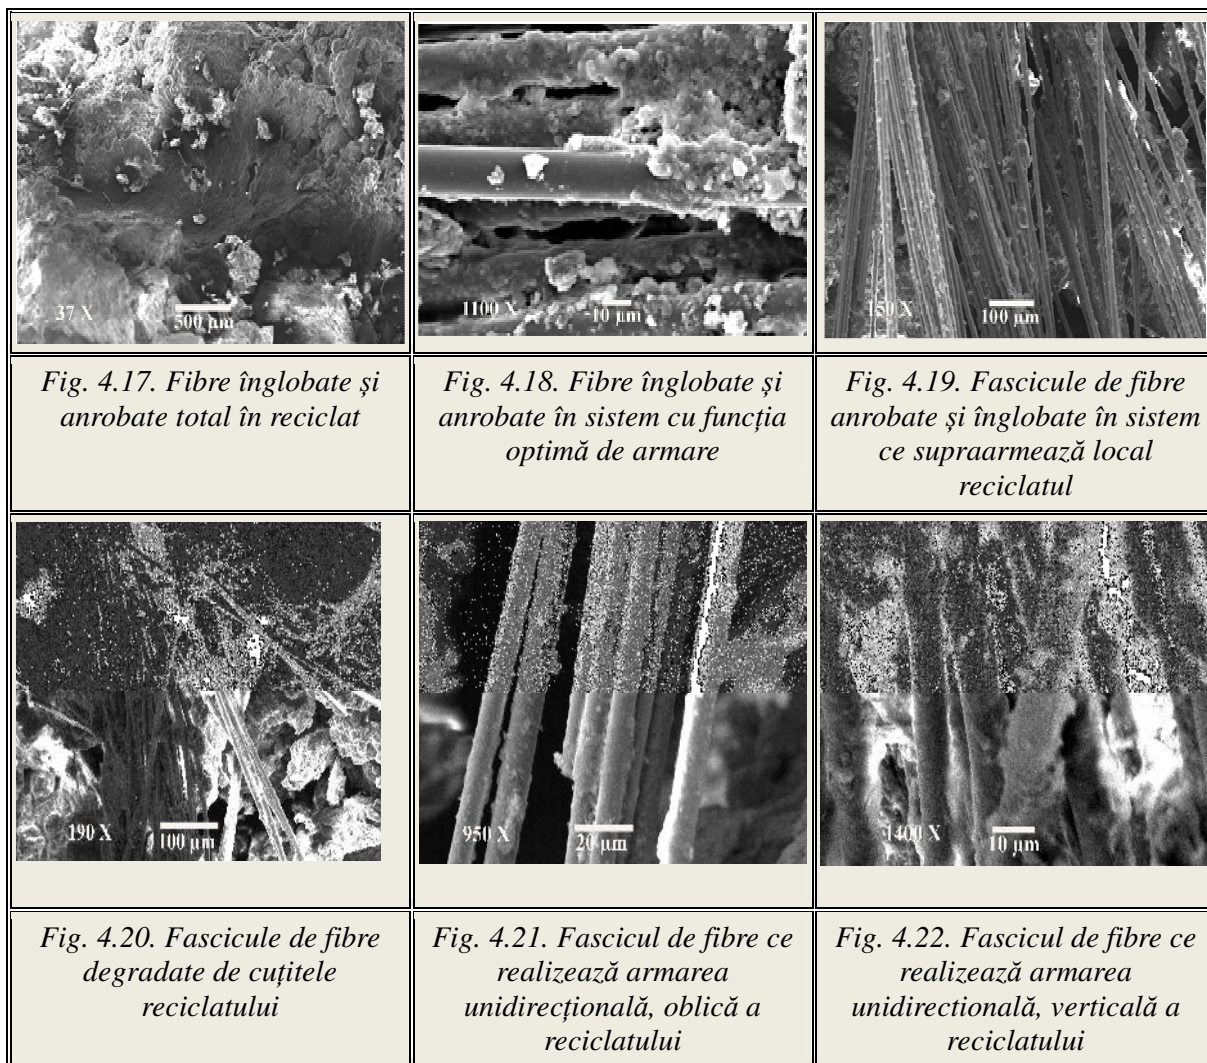 37 X
500 µm
1100 X
10 µm
150 X
100 µm
Fig. 4.17. Fibre înglobate și
anrobate total în reciclat
Fig. 4.18. Fibre înglobate și
anrobate în sistem cu funcția
optimă de armare
Fig. 4.19. Fascicule de fibre
anrobate și înglobate în sistem
ce supraarmează local
reciclatul
190 X
100 µm
950 X
20 µm
1400 X
10 µm
Fig. 4.20. Fascicule de fibre
degradate de cuțitele
reciclatului
Fig. 4.21. Fascicul de fibre ce
realizează armarea
unidirecțională, oblică a
reciclatului
Fig. 4.22. Fascicul de fibre ce
realizează armarea
unidirectională, verticală a
reciclatului